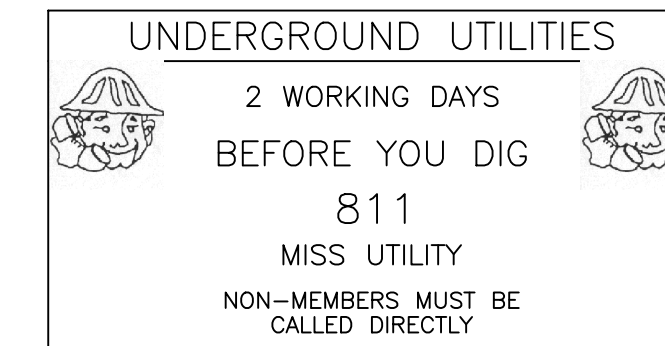 UNDERGROUND UTILITIES
2 WORKING DAYS
BEFORE YOU DIG
811
MISS UTILITY
NON-MEMBERS MUST BE
CALLED DIRECTLY